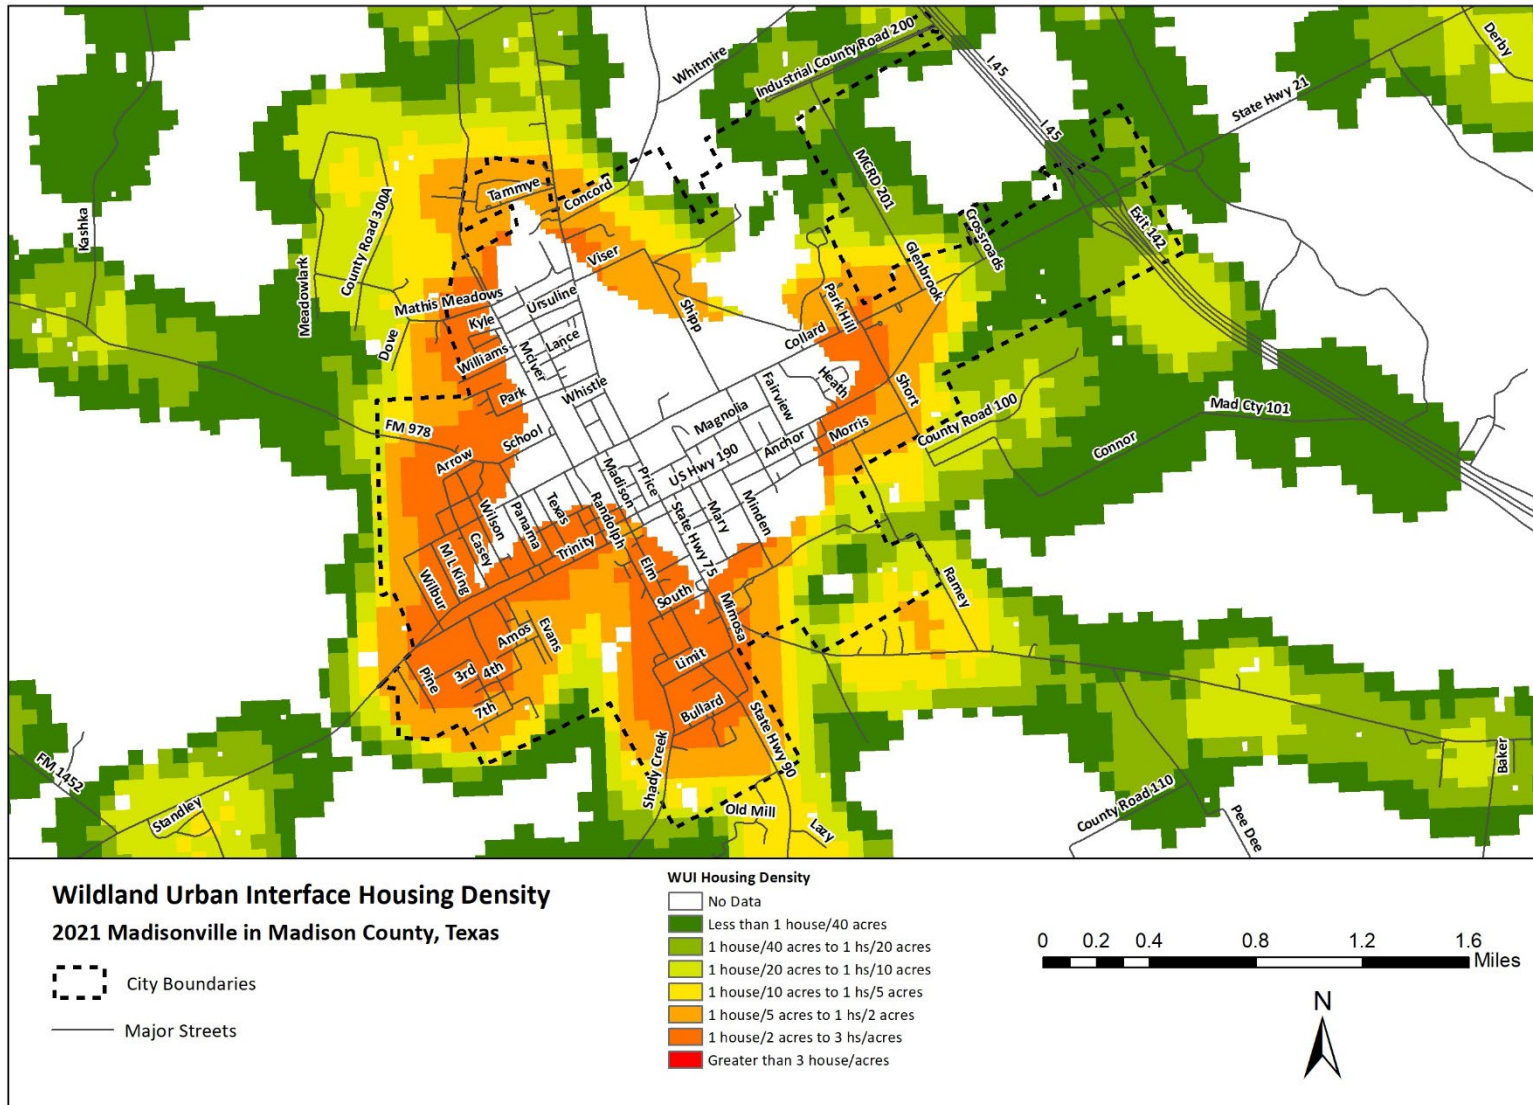 Whitmire
Industrial County Road 200
I 45
Derby
State Hwy 21
I 45
MCRD 201
Kashka
County Road 300A
Meadowlark
Tammye
Concord
Crossroads
Exit 142
Viser
Glenbrook
Mathis Meadows
Ursuline
Shipp
Park Hill
Kyle
Dove
Lance
McIver
Williams
Collard
Heath
Park
Whistle
Fairview
Short
Magnolia
Mad Cty 101
FM 978
School
County Road 100
Morris
Anchor
Connor
Arrow
US Hwy 190
Price
Madison
Wilson
Panama
Texas
Randolph
State Hwy 75
Mary
Minden
Casey
Trinity
M L King
Wilbur
Elm
South
Ramey
Mimosa
Evans
Amos
Limit
3rd
4th
Pine
7th
Bullard
State Hwy 90
Shady Creek
Baker
FM 1452
Standley
Old Mill
Lazy
County Road 110
Pee Dee
Wildland Urban Interface Housing Density
2021 Madisonville in Madison County, Texas
City Boundaries
Major Streets
WUI Housing Density
No Data
Less than 1 house/40 acres
1 house/40 acres to 1 hs/20 acres
1 house/20 acres to 1 hs/10 acres
1 house/10 acres to 1 hs/5 acres
1 house/5 acres to 1 hs/2 acres
1 house/2 acres to 3 hs/acres
Greater than 3 house/acres
0 0.2 0.4 0.8 1.2 1.6
Miles
N